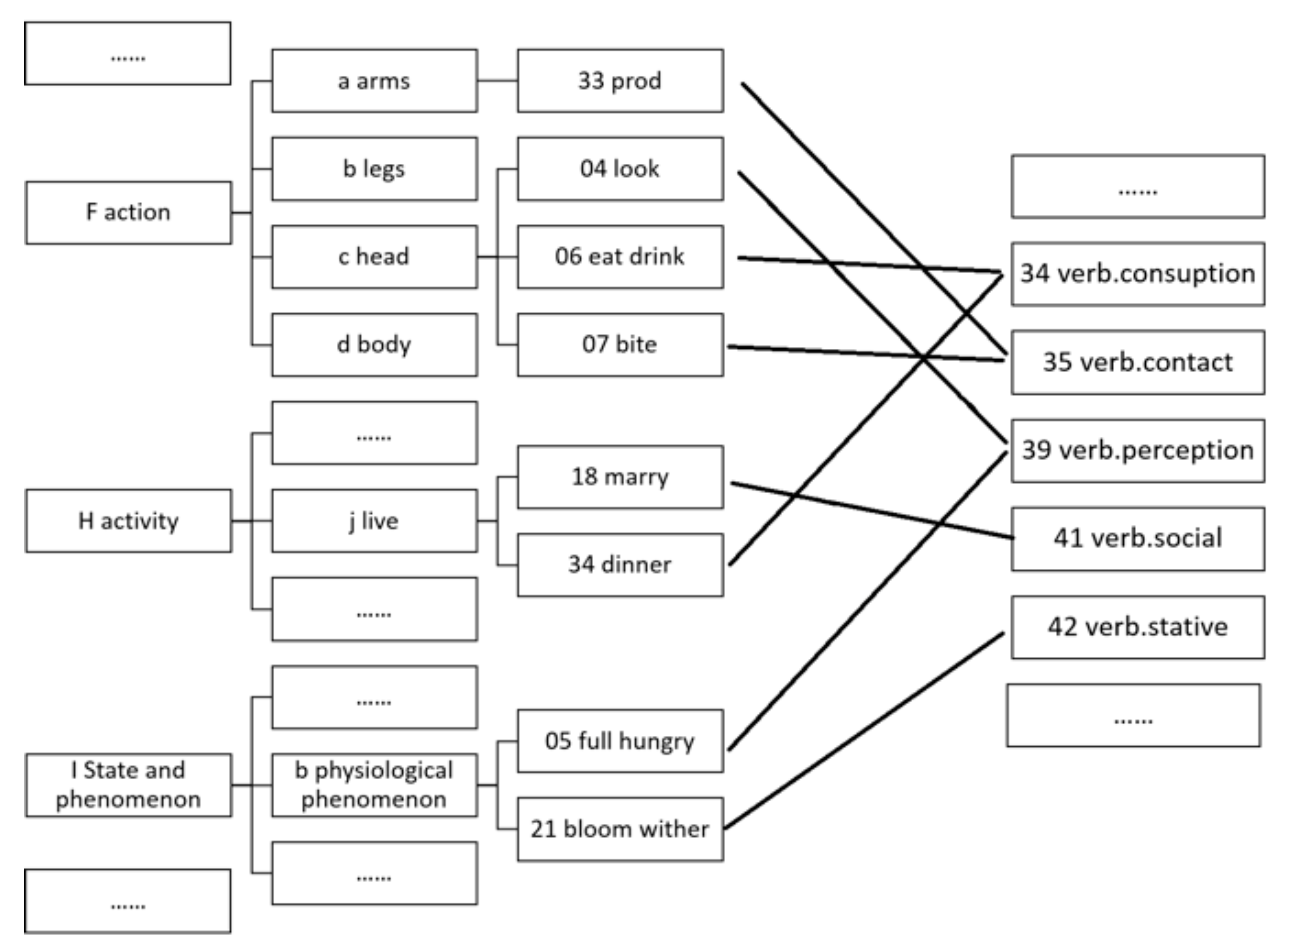 ……
F action
H activity
I State and
phenomenon
……
a arms
b legs
c head
d body
……
j live
……
……
b physiological
phenomenon
……
33 prod
04 look
06 eat drink
07 bite
18 marry
34 dinner
05 full hungry
21 bloom wither
……
34 verb.consuption
35 verb.contact
39 verb.perception
41 verb.social
42 verb.stative
……